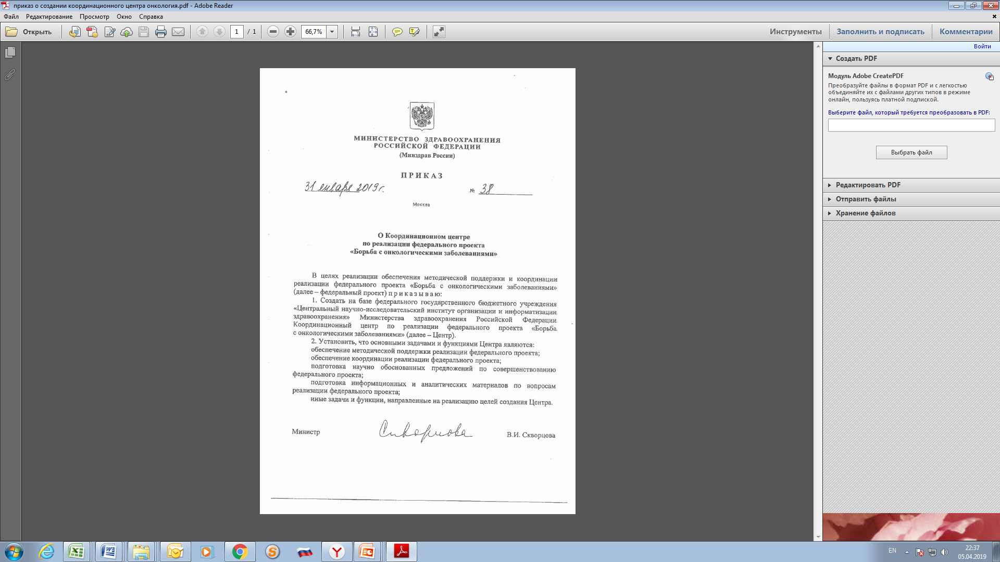 приказ о создании координационного центра онкология.pdf - Adobe Reader
Файл Редактирование Просмотр Окно Справка
Открыть 1 / 1 66,7% Инструменты Заполнить и подписать Комментарии
Войти
Создать PDF
Модуль Adobe CreatePDF
Преобразуйте файлы в формат PDF и с легкостью
объединяйте их с файлами других типов в режиме
онлайн, пользуясь платной подпиской.
Выберите файл, который требуется преобразовать в PDF:
Выбрать файл
Редактировать PDF
Отправить файлы
Хранение файлов
МИНИСТЕРСТВО ЗДРАВООХРАНЕНИЯ
РОССИЙСКОЙ ФЕДЕРАЦИИ
(Минздрав России)
ПРИКАЗ
31 января 2019г. № 38
Москва
О Координационном центре
по реализации федерального проекта
«Борьба с онкологическими заболеваниями»
В целях реализации обеспечения методической поддержки и координации
реализации федерального проекта «Борьба с онкологическими заболеваниями»
(далее – федеральный проект) п р и к а з ы в а ю:
1. Создать на базе федерального государственного бюджетного учреждения
«Центральный научно-исследовательский институт организации и информатизации
здравоохранения» Министерства здравоохранения Российской Федерации
Координационный центр по реализации федерального проекта «Борьба
с онкологическими заболеваниями» (далее – Центр).
2. Установить, что основными задачами и функциями Центра являются:
обеспечение методической поддержки реализации федерального проекта;
обеспечение координации реализации федерального проекта;
подготовка научно обоснованных предложений по совершенствованию
федерального проекта;
подготовка информационных и аналитических материалов по вопросам
реализации федерального проекта;
иные задачи и функции, направленные на реализацию целей создания Центра.
Министр Скворцова В.И. Скворцова
EN 22:37
05.04.2019